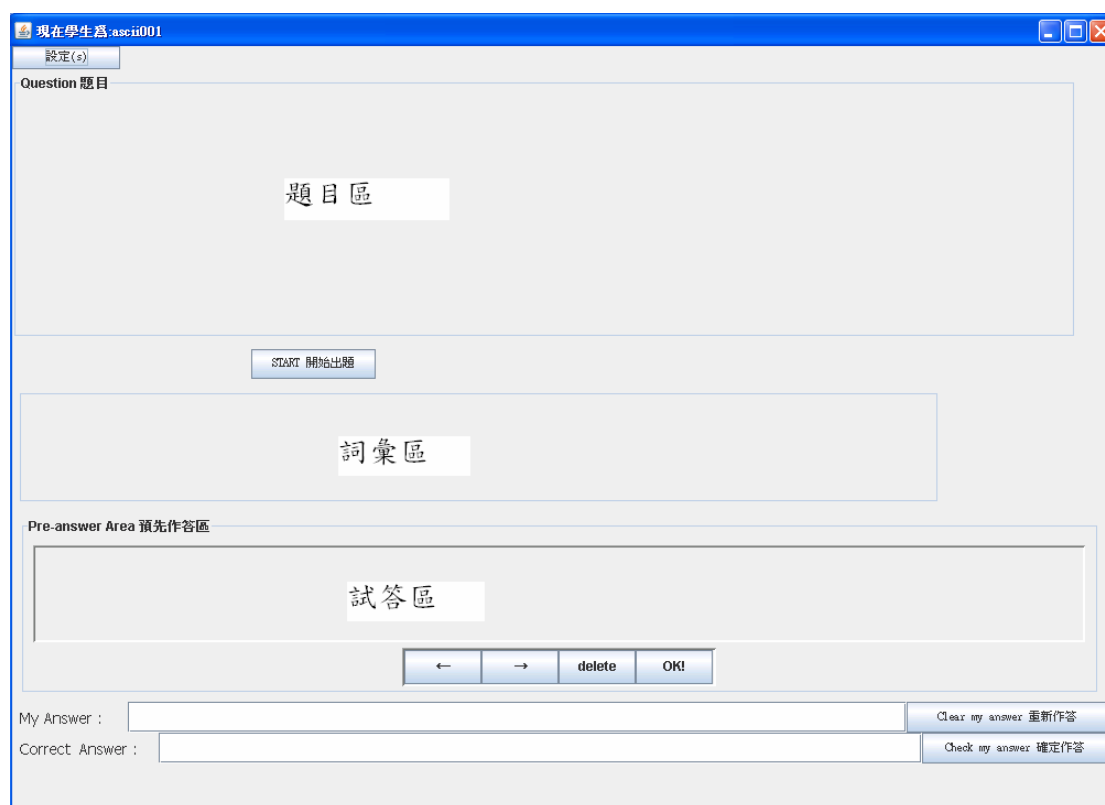 現在學生爲:ascii001
設定(s)
Question 題目
題目區
START 開始出題
詞彙區
Pre-answer Area 預先作答區
試答區
← → delete OK!
My Answer : Clear my answer 重新作答
Correct Answer : Check my answer 確定作答